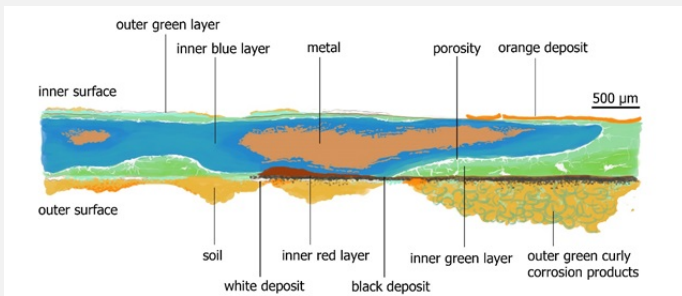 outer green layer
inner blue layer
metal
porosity
orange deposit
inner surface
500 µm
outer surface
soil
inner red layer
inner green layer
outer green curly
corrosion products
white deposit
black deposit